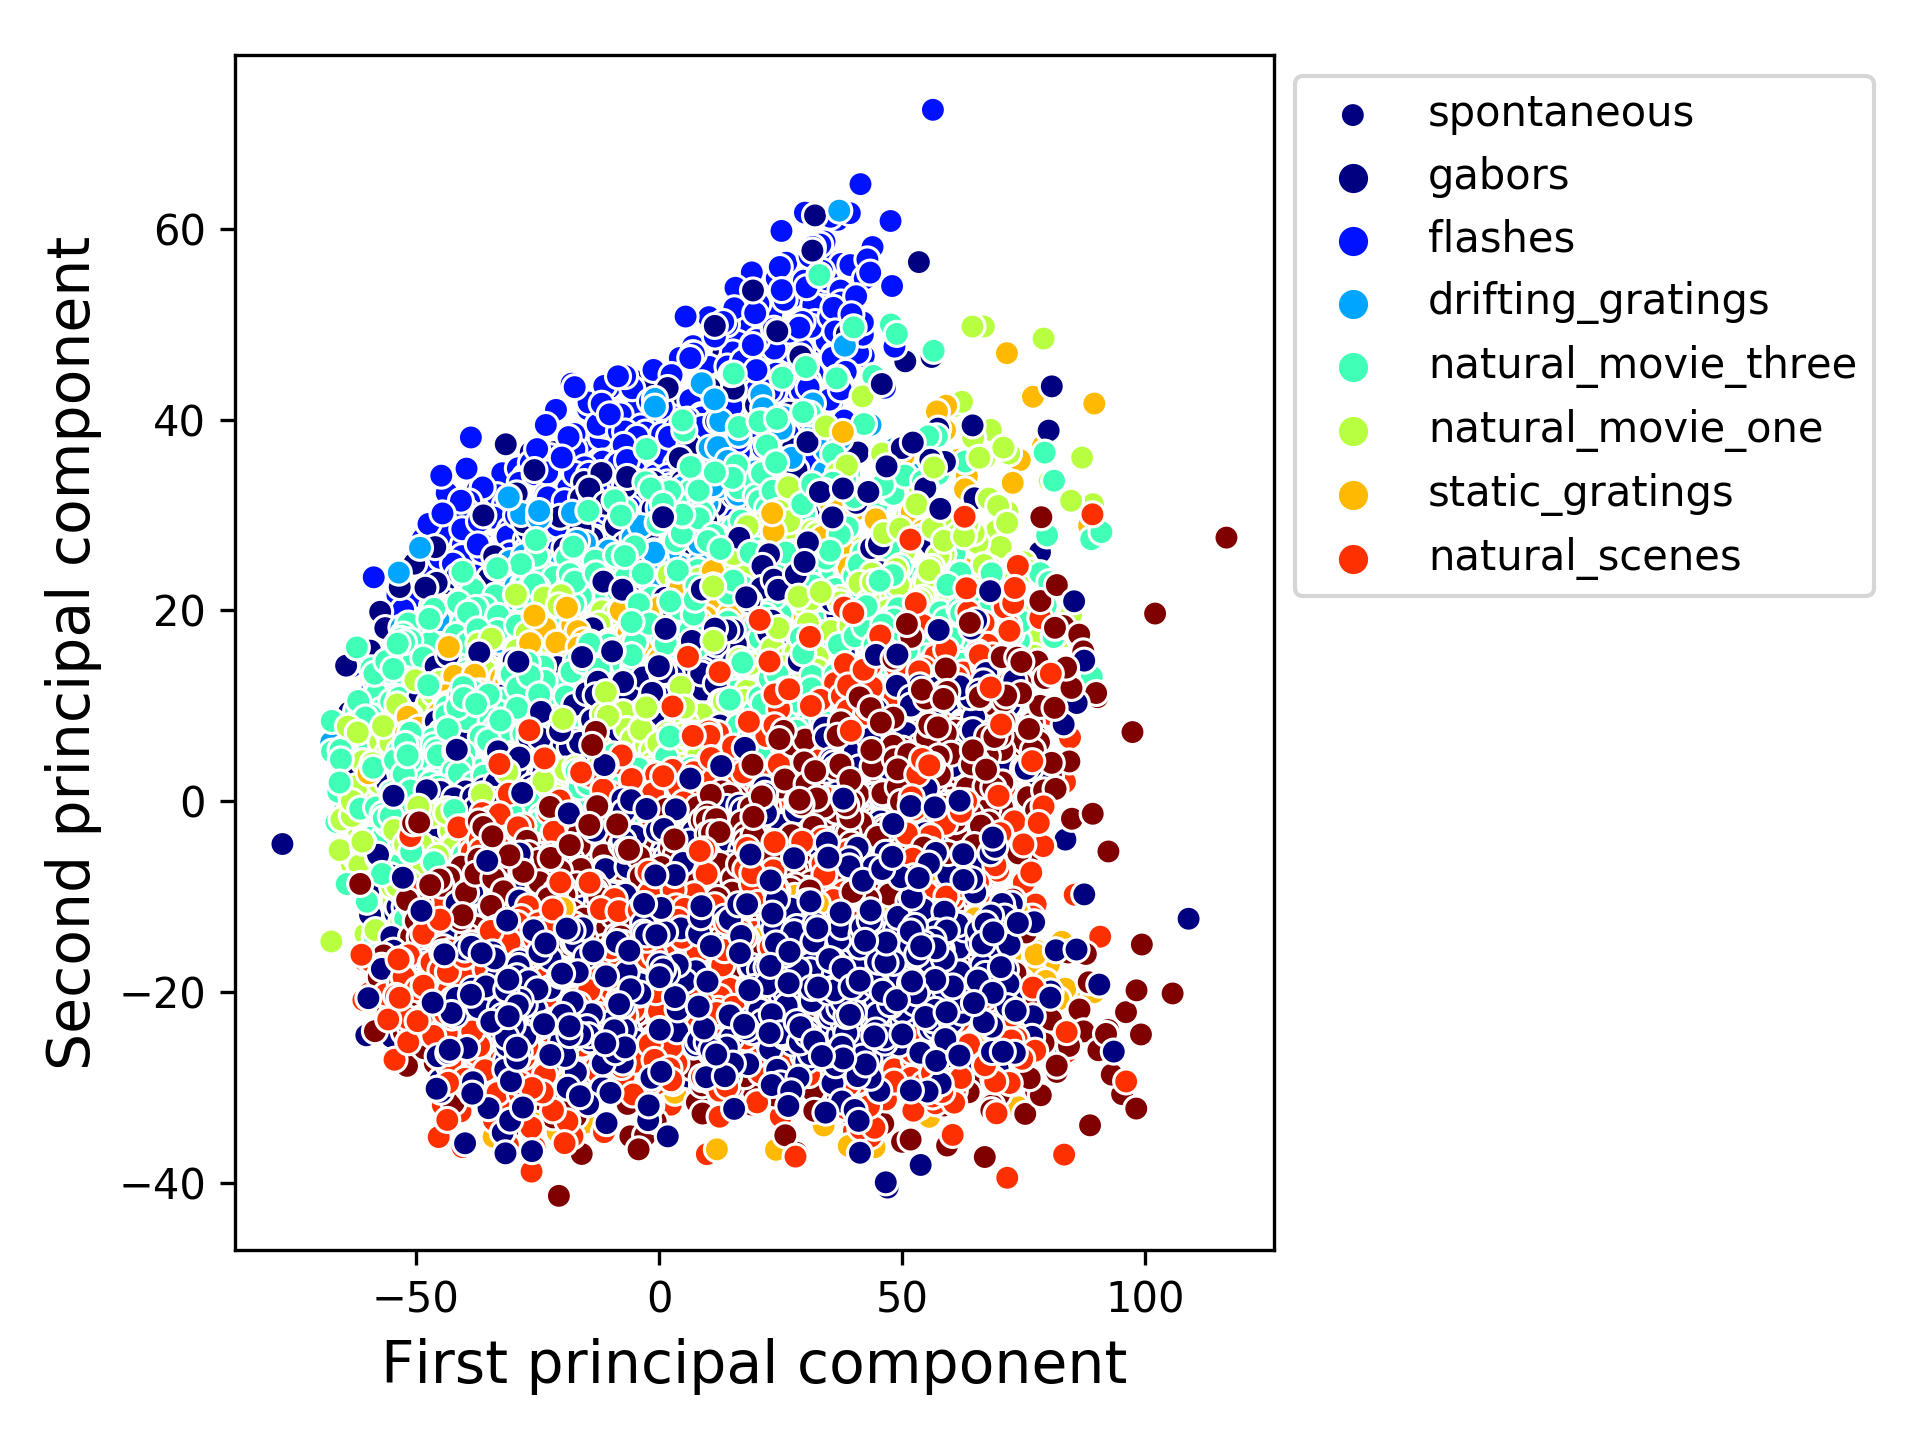 spontaneous
gabors
flashes
drifting_gratings
natural_movie_three
natural_movie_one
static_gratings
natural_scenes
Second principal component
60
40
20
0
−20
−40
−50 0 50 100
First principal component